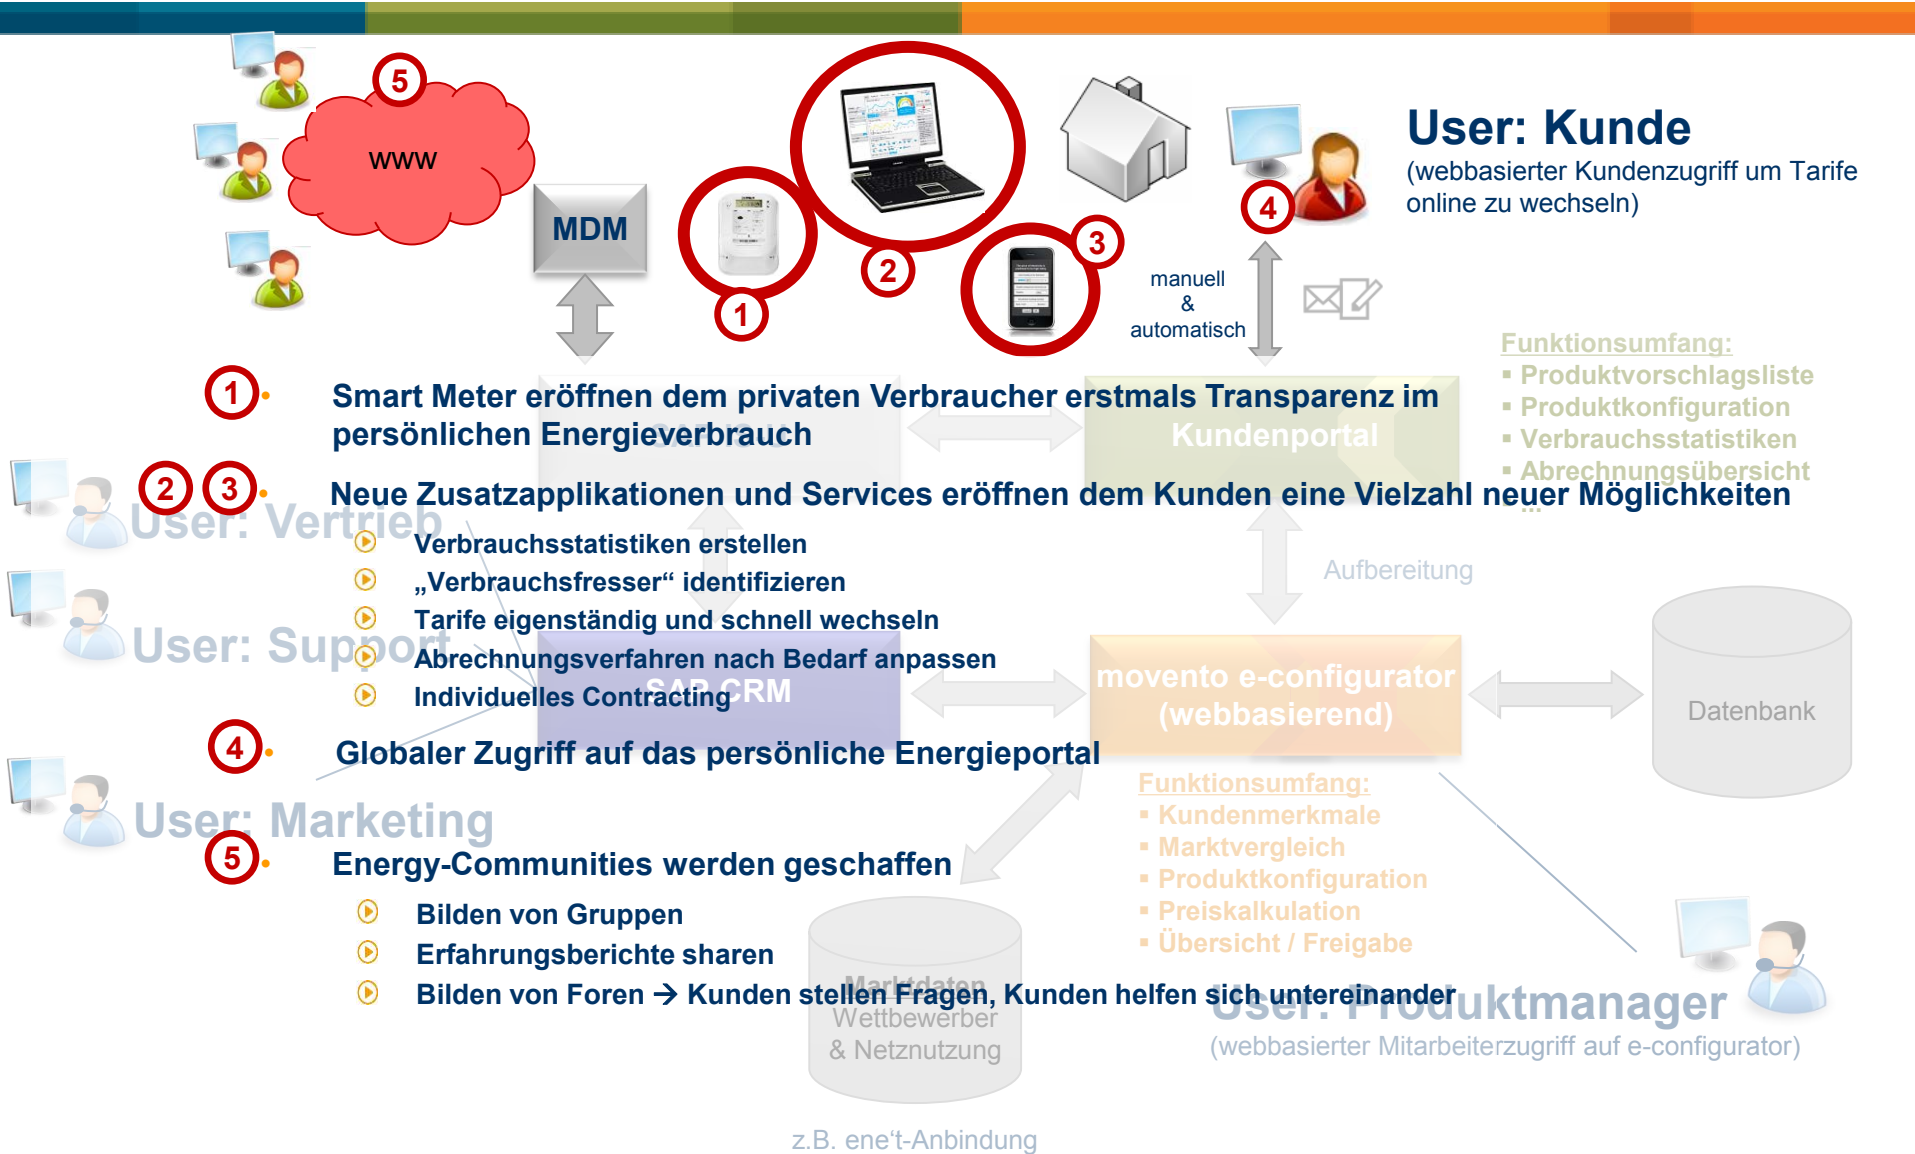 5
www
MDM
1
2
3
4
User: Kunde
(webbasierter Kundenzugriff um Tarife
online zu wechseln)
manuell
&
automatisch
Funktionsumfang:
▪ Produktvorschlagsliste
▪ Produktkonfiguration
▪ Verbrauchsstatistiken
▪ Abrechnungsübersicht
▪ ...
1 • Smart Meter eröffnen dem privaten Verbraucher erstmals Transparenz im
persönlichen Energieverbrauch
SAP IS-U
Kundenportal
2 3 • Neue Zusatzapplikationen und Services eröffnen dem Kunden eine Vielzahl neuer Möglichkeiten
User: Vertrieb
Verbrauchsstatistiken erstellen
„Verbrauchsfresser“ identifizieren
Tarife eigenständig und schnell wechseln
Abrechnungsverfahren nach Bedarf anpassen
Individuelles Contracting
Aufbereitung
User: Support
SAP CRM
movento e-configurator
(webbasierend)
Datenbank
4 • Globaler Zugriff auf das persönliche Energieportal
User: Marketing
Funktionsumfang:
▪ Kundenmerkmale
▪ Marktvergleich
▪ Produktkonfiguration
▪ Preiskalkulation
▪ Übersicht / Freigabe
5 • Energy-Communities werden geschaffen
Bilden von Gruppen
Erfahrungsberichte sharen
Bilden von Foren → Kunden stellen Fragen, Kunden helfen sich untereinander
Marktdaten
Wettbewerber
& Netznutzung
User: Produktmanager
(webbasierter Mitarbeiterzugriff auf e-configurator)
z.B. ene't-Anbindung